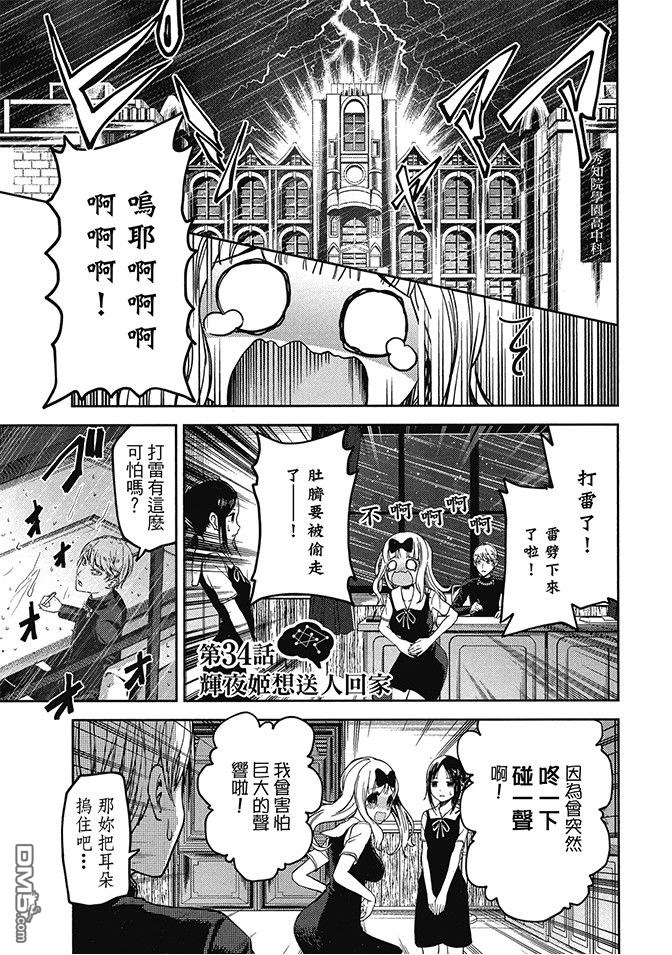 ピシャアア
秀知院學園高中科
嗚耶啊啊啊
啊啊啊！
打雷了！
雷劈下來
了啦！
不啊啊啊啊
肚臍要被偷走
了——！
第34話
輝夜姬想送人回家
打雷有這麼
可怕嗎？
オオオ
因為會突然
咚一下
碰一聲
啊！
我會害怕
巨大的聲
響啦！
那妳把耳朵
摀住吧…
DM5